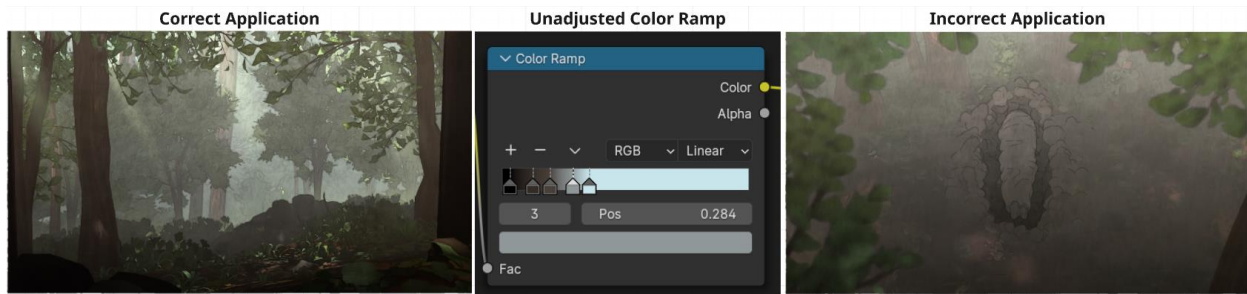 Correct Application
Unadjusted Color Ramp
Incorrect Application
Color Ramp
Color
Alpha
RGB
Linear
3
Pos
0.284
Fac